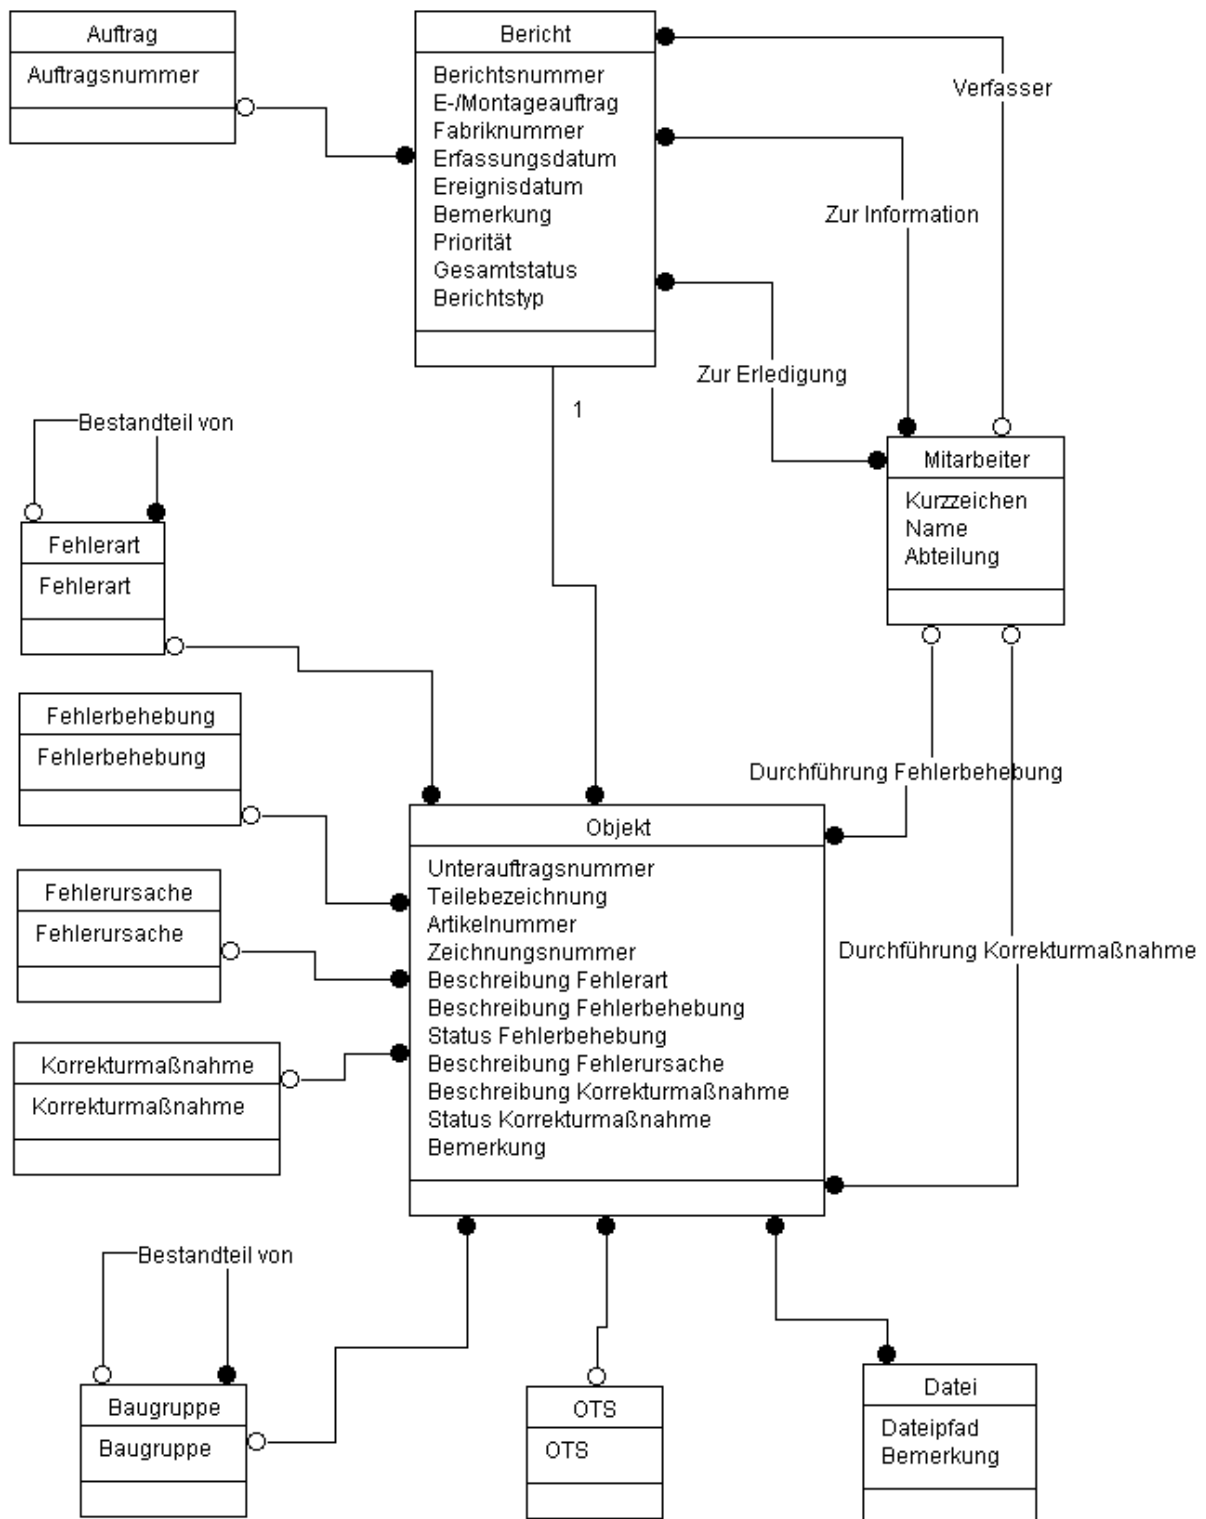 Auftrag
Auftragsnummer
Bericht
Berichtsnummer
E-/Montageauftrag
Fabriknummer
Erfassungsdatum
Ereignisdatum
Bemerkung
Priorität
Gesamtstatus
Berichtstyp
Verfasser
Zur Information
Zur Erledigung
1
Mitarbeiter
Kurzzeichen
Name
Abteilung
Bestandteil von
Fehlerart
Fehlerart
Fehlerbehebung
Fehlerbehebung
Fehlerursache
Fehlerursache
Korrekturmaßnahme
Korrekturmaßnahme
Durchführung Fehlerbehebung
Durchführung Korrekturmaßnahme
Objekt
Unterauftragsnummer
Teilebezeichnung
Artikelnummer
Zeichnungsnummer
Beschreibung Fehlerart
Beschreibung Fehlerbehebung
Status Fehlerbehebung
Beschreibung Fehlerursache
Beschreibung Korrekturmaßnahme
Status Korrekturmaßnahme
Bemerkung
Bestandteil von
Baugruppe
Baugruppe
OTS
OTS
Datei
Dateipfad
Bemerkung